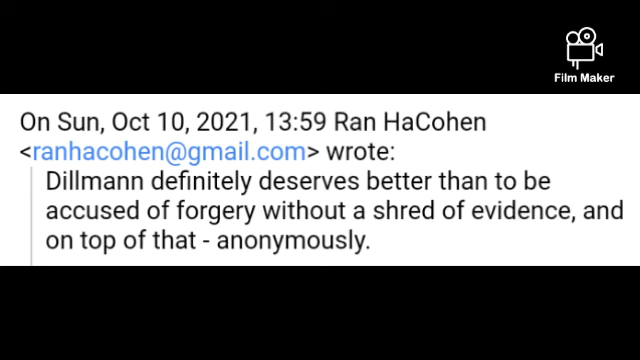 Film Maker
On Sun, Oct 10, 2021, 13:59 Ran HaCohen
<ranhacohen@gmail.com> wrote:
Dillmann definitely deserves better than to be
accused of forgery without a shred of evidence, and
on top of that - anonymously.